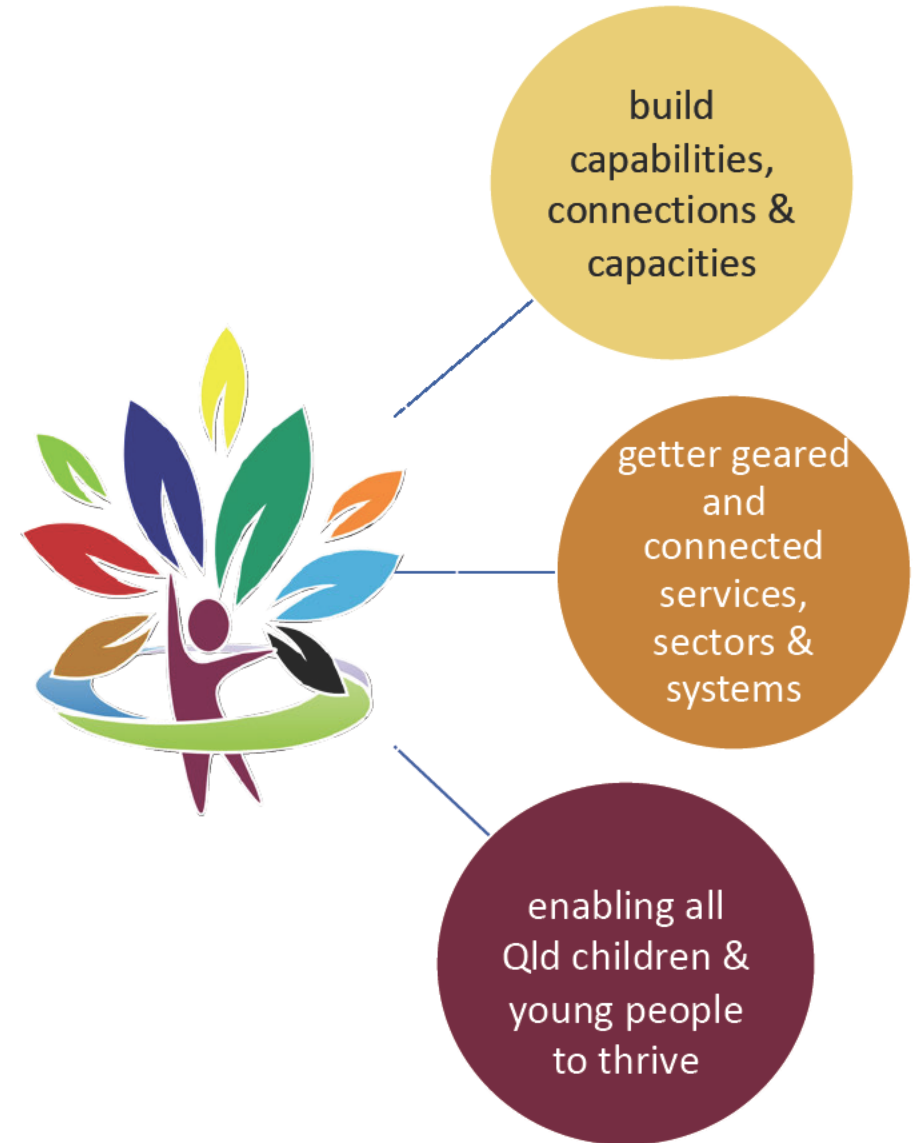 build
capabilities,
connections &
capacities
getter geared
and
connected
services,
sectors &
systems
enabling all
Qld children &
young people
to thrive